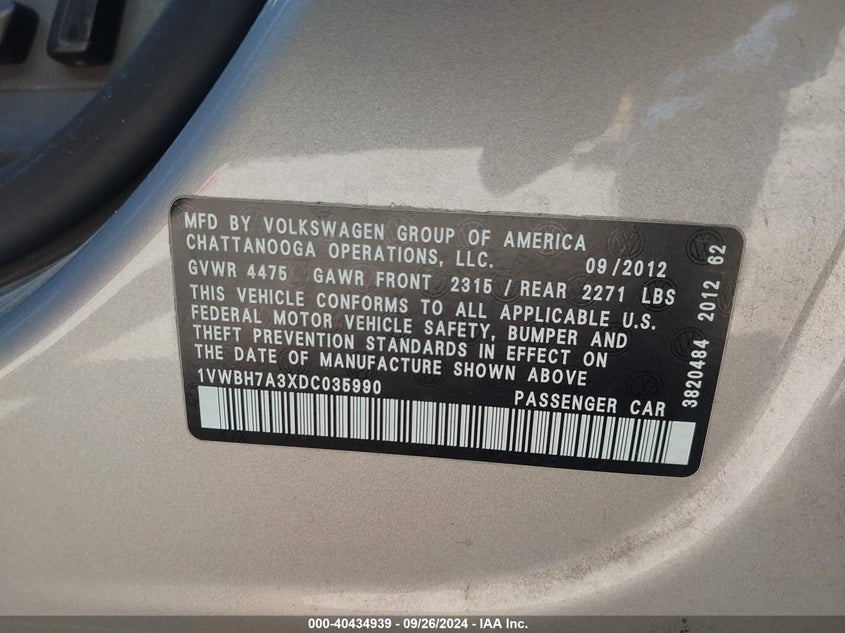 MFD BY VOLKSWAGEN GROUP OF AMERICA
CHATTANOOGA OPERATIONS, LLC. 09/2012
GVWR 4475 GAWR FRONT 2315 / REAR 2271 LBS
THIS VEHICLE CONFORMS TO ALL APPLICABLE U.S.
FEDERAL MOTOR VEHICLE SAFETY, BUMPER AND
THEFT PREVENTION STANDARDS IN EFFECT ON
THE DATE OF MANUFACTURE SHOWN ABOVE
1VWBH7A3XDC035990 PASSENGER CAR
3820484 2012 62
000-40434939 - 09/26/2024 - IAA Inc.